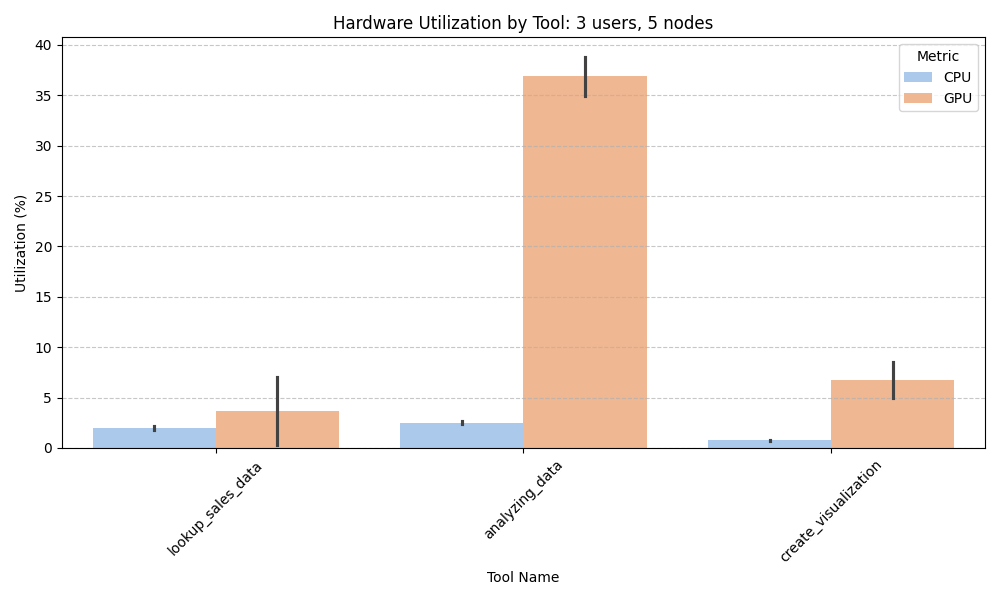 Hardware Utilization by Tool: 3 users, 5 nodes
Metric
CPU
GPU
Utilization (%)
40
35
30
25
20
15
10
5
0
lookup_sales_data
analyzing_data
create_visualization
Tool Name